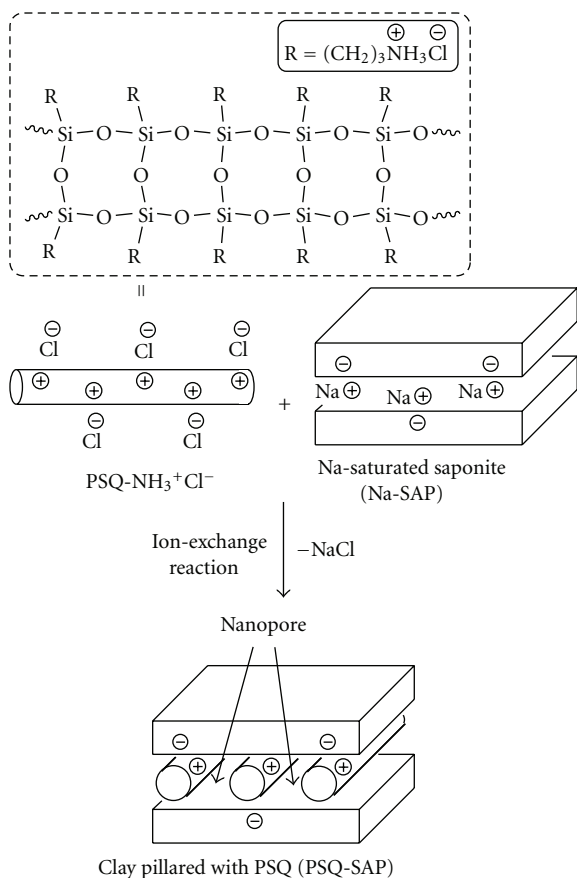 ⊕ ⊖
R = (CH2)3NH3Cl
R R R R R
Si O Si O Si O Si O Si O
O O O O O
Si O Si O Si O Si O Si O
R R R R R
=
⊖ ⊖ ⊖
Cl Cl Cl
⊕ ⊕ ⊕ ⊕ ⊕
⊖ ⊖
Cl Cl
PSQ-NH3+Cl−
+
⊖ ⊖
Na⊕ Na⊕ Na⊕
⊖
Na-saturated saponite
(Na-SAP)
Ion-exchange
reaction
−NaCl
Nanopore
⊖ ⊖
⊕ ⊕ ⊕
⊖
Clay pillared with PSQ (PSQ-SAP)